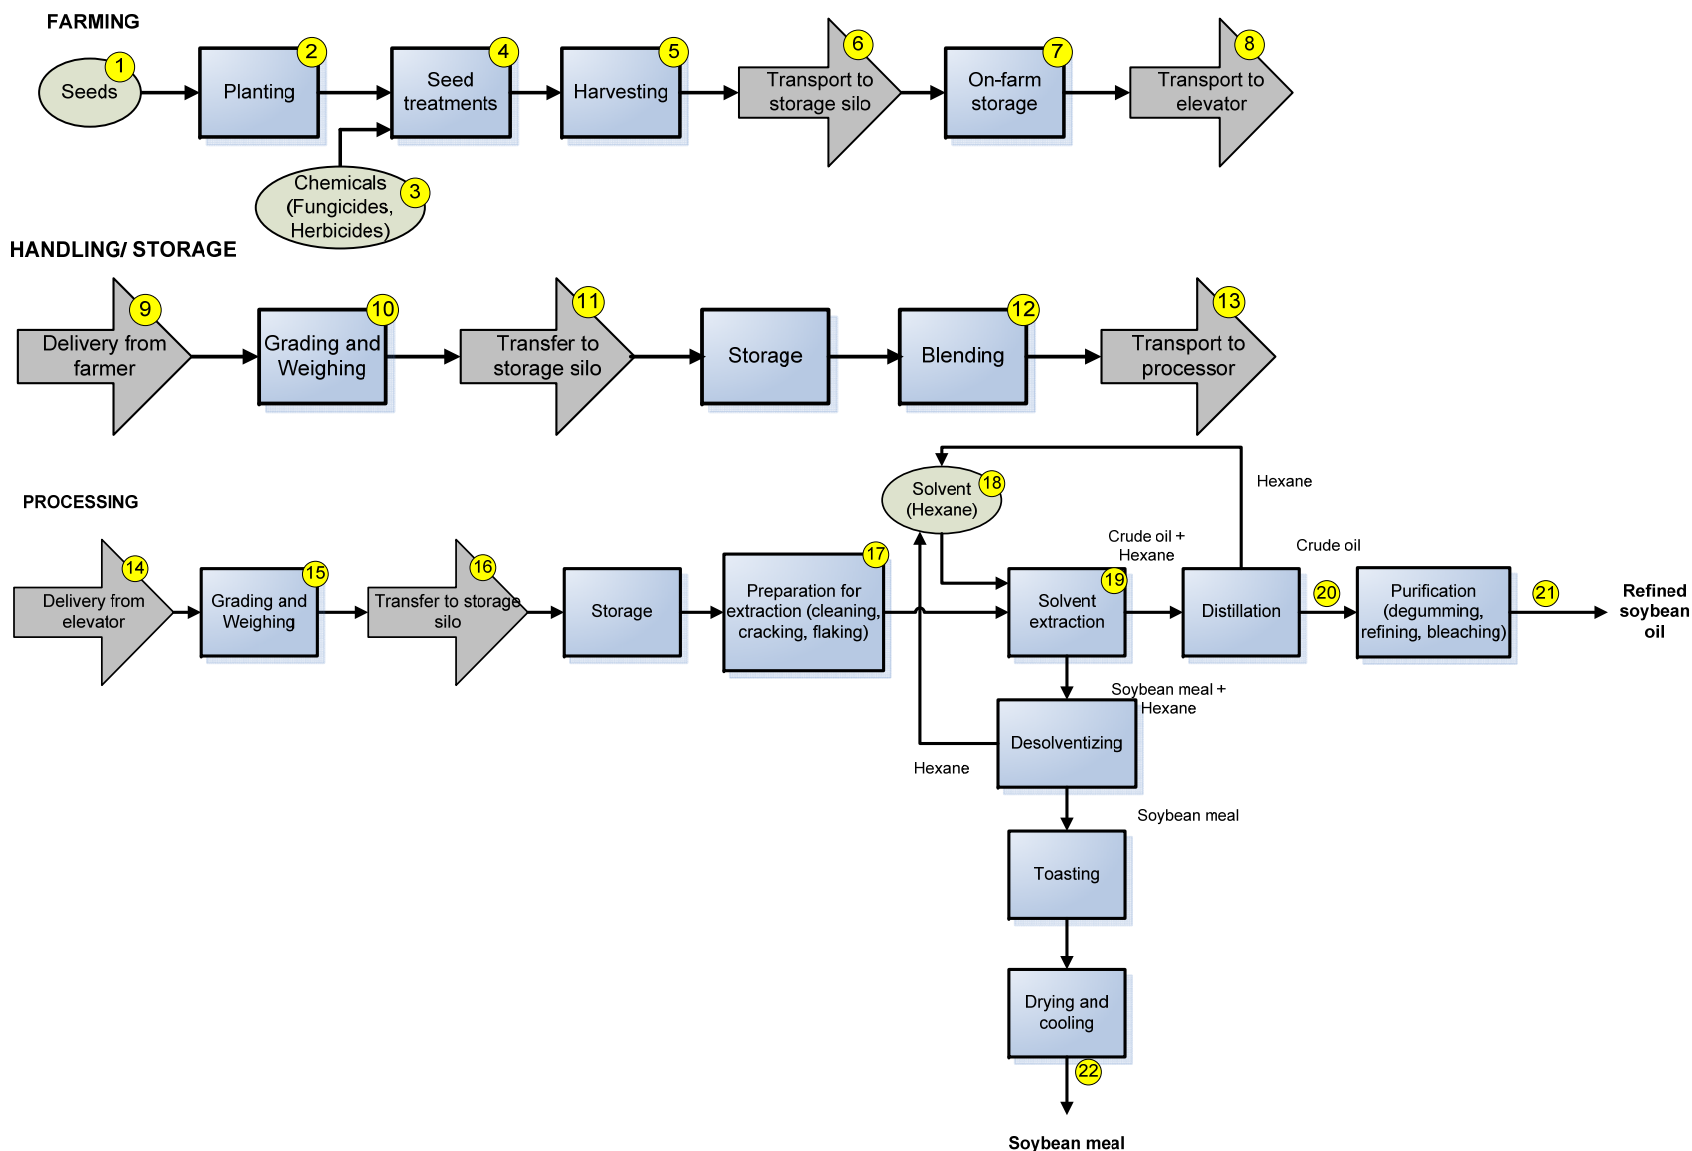 FARMING
1
Seeds
2
Planting
4
Seed
treatments
3
Chemicals
(Fungicides,
Herbicides)
5
Harvesting
6
Transport to
storage silo
7
On-farm
storage
8
Transport to
elevator
HANDLING/ STORAGE
9
Delivery from
farmer
10
Grading and
Weighing
11
Transfer to
storage silo
Storage
12
Blending
13
Transport to
processor
PROCESSING
14
Delivery from
elevator
15
Grading and
Weighing
16
Transfer to storage
silo
Storage
17
Preparation for
extraction (cleaning,
cracking, flaking)
18
Solvent
(Hexane)
19
Solvent
extraction
Crude oil +
Hexane
Distillation
Hexane
Crude oil
20
Purification
(degumming,
refining, bleaching)
21
Refined
soybean
oil
Soybean meal +
Hexane
Desolventizing
Hexane
Soybean meal
Toasting
Drying and
cooling
22
Soybean meal